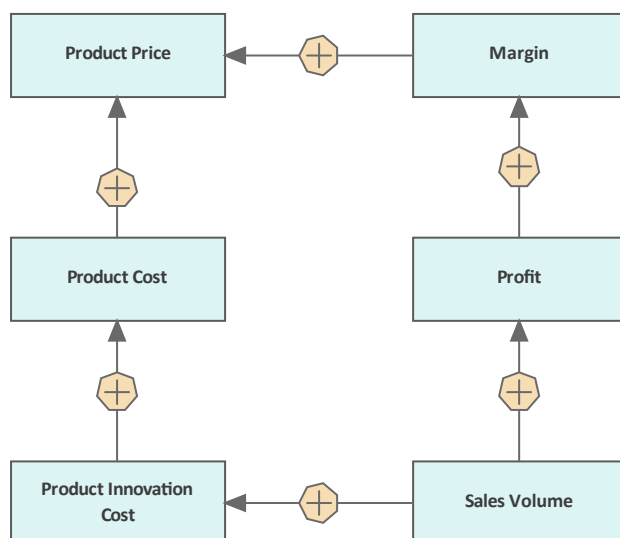 Product Price
Margin
Product Cost
Profit
Product Innovation
Cost
Sales Volume